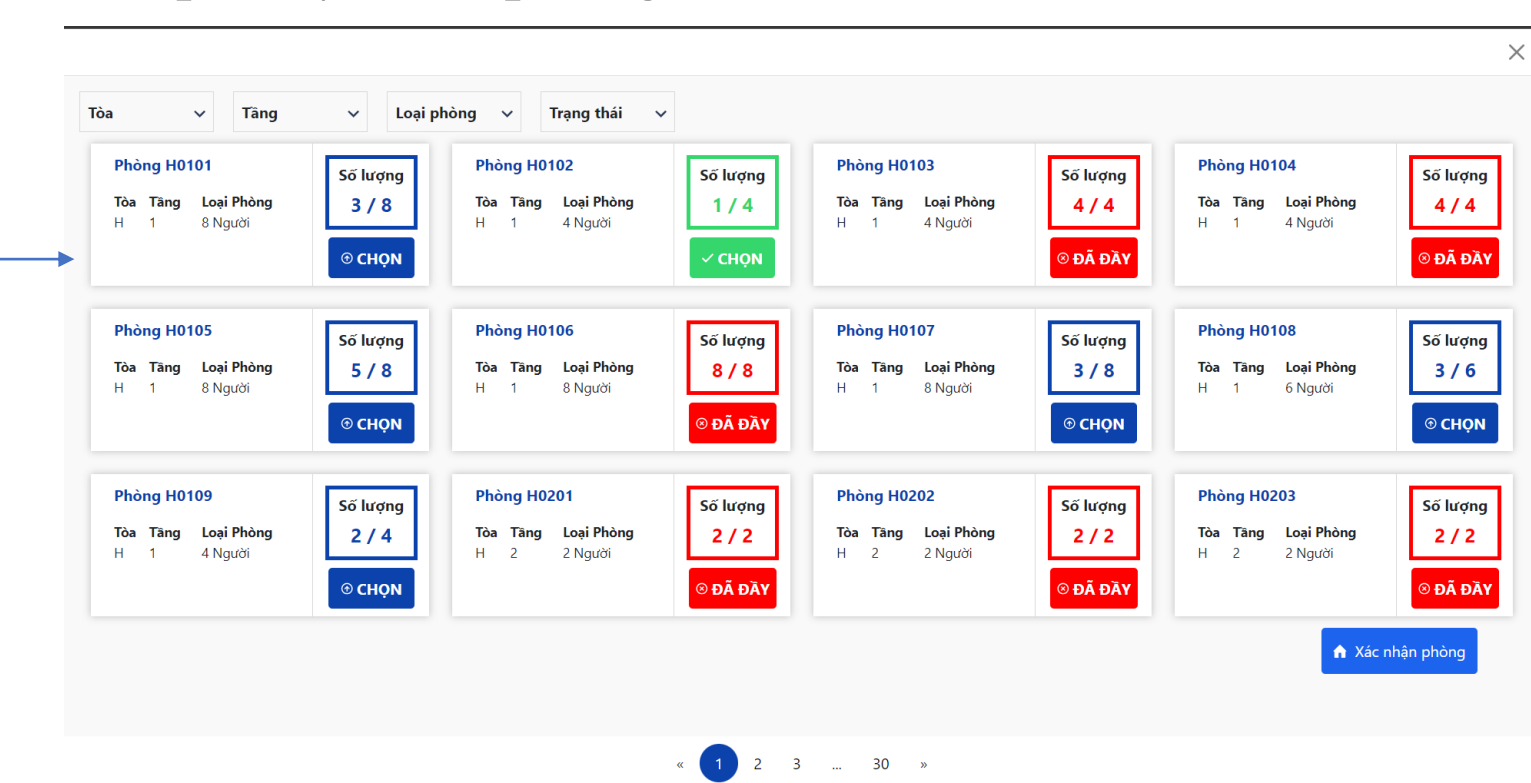 Tòa Tầng Loại phòng Trạng thái
Phòng H0101
Tòa Tầng Loại Phòng
H 1 8 Người
Số lượng
3 / 8
CHỌN
Phòng H0102
Tòa Tầng Loại Phòng
H 1 4 Người
Số lượng
1 / 4
CHỌN
Phòng H0103
Tòa Tầng Loại Phòng
H 1 4 Người
Số lượng
4 / 4
ĐÃ ĐẦY
Phòng H0104
Tòa Tầng Loại Phòng
H 1 4 Người
Số lượng
4 / 4
ĐÃ ĐẦY
Phòng H0105
Tòa Tầng Loại Phòng
H 1 8 Người
Số lượng
5 / 8
CHỌN
Phòng H0106
Tòa Tầng Loại Phòng
H 1 8 Người
Số lượng
8 / 8
ĐÃ ĐẦY
Phòng H0107
Tòa Tầng Loại Phòng
H 1 8 Người
Số lượng
3 / 8
CHỌN
Phòng H0108
Tòa Tầng Loại Phòng
H 1 6 Người
Số lượng
3 / 6
CHỌN
Phòng H0109
Tòa Tầng Loại Phòng
H 1 4 Người
Số lượng
2 / 4
CHỌN
Phòng H0201
Tòa Tầng Loại Phòng
H 2 2 Người
Số lượng
2 / 2
ĐÃ ĐẦY
Phòng H0202
Tòa Tầng Loại Phòng
H 2 2 Người
Số lượng
2 / 2
ĐÃ ĐẦY
Phòng H0203
Tòa Tầng Loại Phòng
H 2 2 Người
Số lượng
2 / 2
ĐÃ ĐẦY
Xác nhận phòng
« 1 2 3 ... 30 »